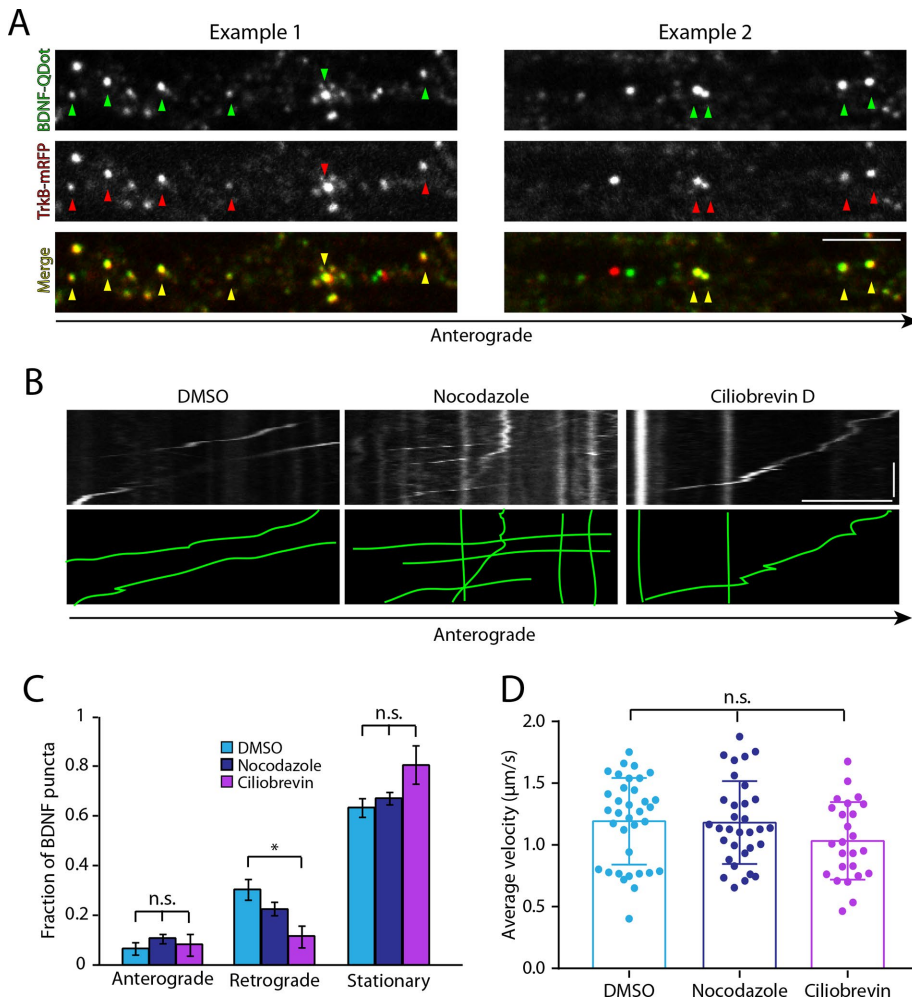 A
Example 1
Example 2
BDNF-QDot
TrkB-mRFP
Merge
Anterograde
B
DMSO
Nocodazole
Ciliobrevin D
Anterograde
C
Fraction of BDNF puncta
1
0.8
0.6
0.4
0.2
0
DMSO
Nocodazole
Ciliobrevin
n.s.
*
n.s.
Anterograde
Retrograde
Stationary
D
Average velocity (µm/s)
2.0
1.5
1.0
0.5
0.0
n.s.
DMSO
Nocodazole
Ciliobrevin